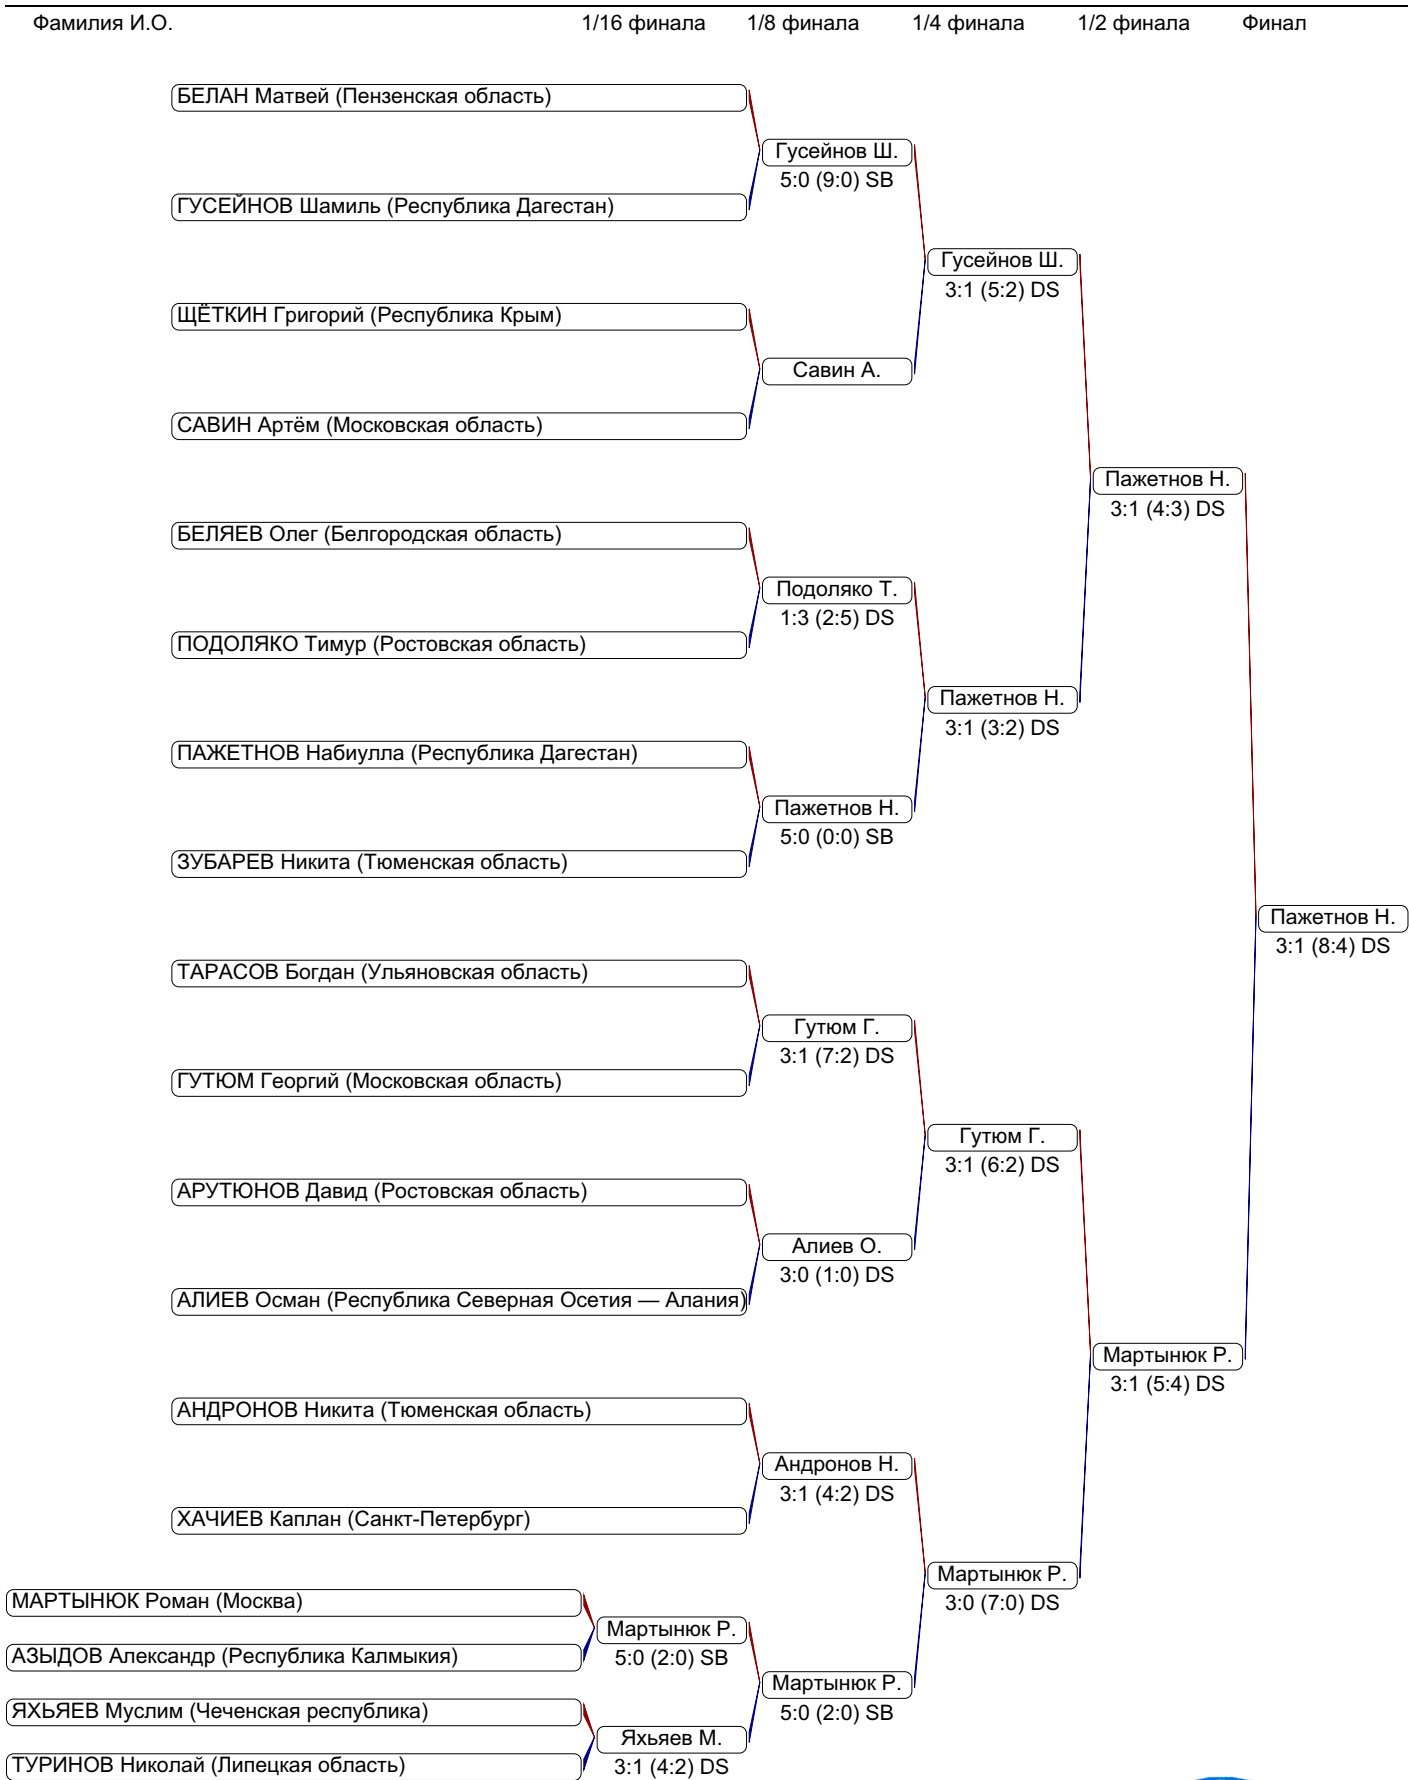 Фамилия И.О. 1/16 финала 1/8 финала 1/4 финала 1/2 финала Финал
БЕЛАН Матвей (Пензенская область)
Гусейнов Ш.
5:0 (9:0) SB
ГУСЕЙНОВ Шамиль (Республика Дагестан)
Гусейнов Ш.
3:1 (5:2) DS
ЩЁТКИН Григорий (Республика Крым)
Савин А.
САВИН Артём (Московская область)
Пажетнов Н.
3:1 (4:3) DS
БЕЛЯЕВ Олег (Белгородская область)
Подоляко Т.
1:3 (2:5) DS
ПОДОЛЯКО Тимур (Ростовская область)
Пажетнов Н.
3:1 (3:2) DS
ПАЖЕТНОВ Набиулла (Республика Дагестан)
Пажетнов Н.
5:0 (0:0) SB
ЗУБАРЕВ Никита (Тюменская область)
Пажетнов Н.
3:1 (8:4) DS
ТАРАСОВ Богдан (Ульяновская область)
Гутюм Г.
3:1 (7:2) DS
ГУТЮМ Георгий (Московская область)
Гутюм Г.
3:1 (6:2) DS
АРУТЮНОВ Давид (Ростовская область)
Алиев О.
3:0 (1:0) DS
АЛИЕВ Осман (Республика Северная Осетия — Алания)
Мартынюк Р.
3:1 (5:4) DS
АНДРОНОВ Никита (Тюменская область)
Андронов Н.
3:1 (4:2) DS
ХАЧИЕВ Каплан (Санкт-Петербург)
Мартынюк Р.
3:0 (7:0) DS
МАРТЫНЮК Роман (Москва)
Мартынюк Р.
5:0 (2:0) SB
АЗЫДОВ Александр (Республика Калмыкия)
Мартынюк Р.
5:0 (2:0) SB
ЯХЬЯЕВ Муслим (Чеченская республика)
Яхьяев М.
3:1 (4:2) DS
ТУРИНОВ Николай (Липецкая область)